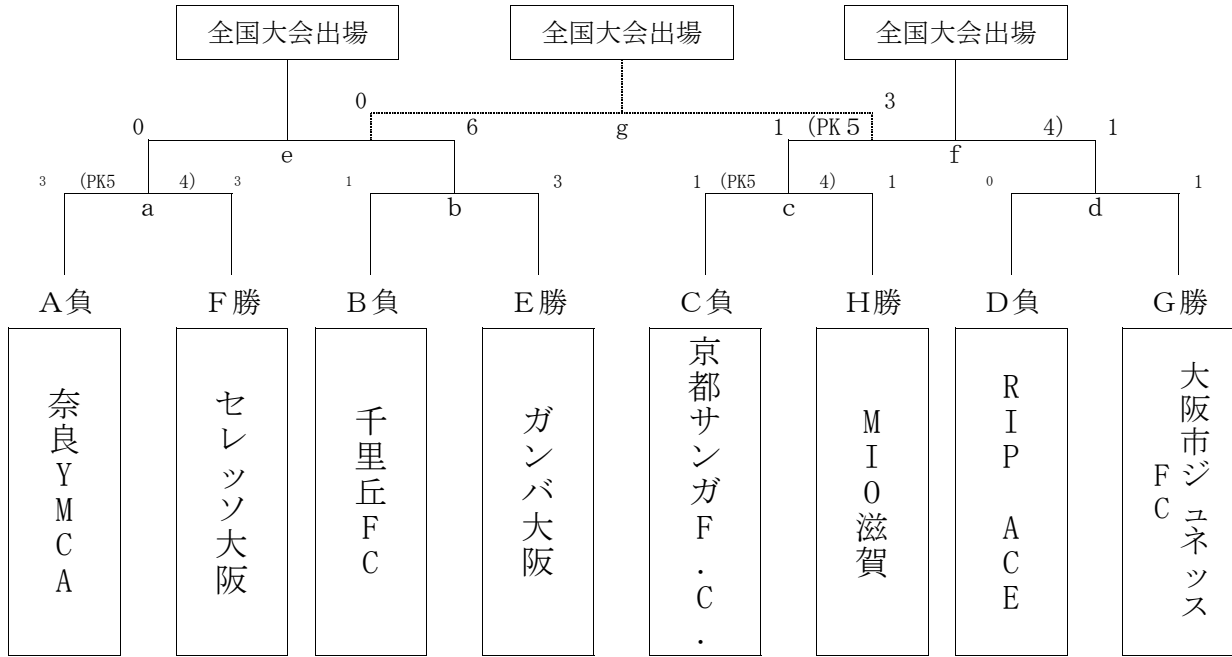 全国大会出場 全国大会出場 全国大会出場
0 3
0 6 g 1 (PK 5 4) 1
e f
3 (PK5 4) 3 1 3 1 (PK5 4) 1 0 1
a b c d
A負 F勝 B負 E勝 C負 H勝 D負 G勝
奈良YMCA
セレッソ大阪
千里丘FC
ガンバ大阪
京都サンガF.C.
MIO滋賀
RIP ACE
大阪市ジュネッス
FC